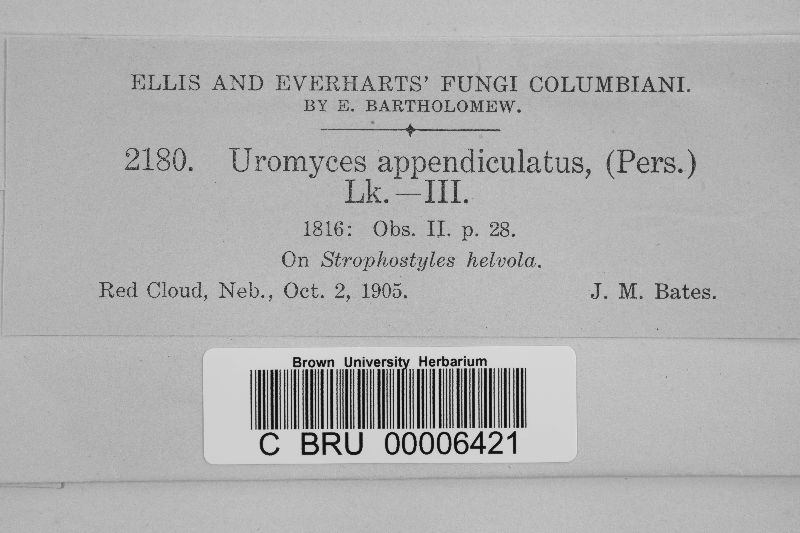 ELLIS AND EVERHARTS' FUNGI COLUMBIANI.
BY E. BARTHOLOMEW.
2180. Uromyces appendiculatus, (Pers.)
Lk.—III.
1816: Obs. II. p. 28.
On Strophostyles helvola.
Red Cloud, Neb., Oct. 2, 1905. J. M. Bates.
Brown University Herbarium
C BRU 00006421